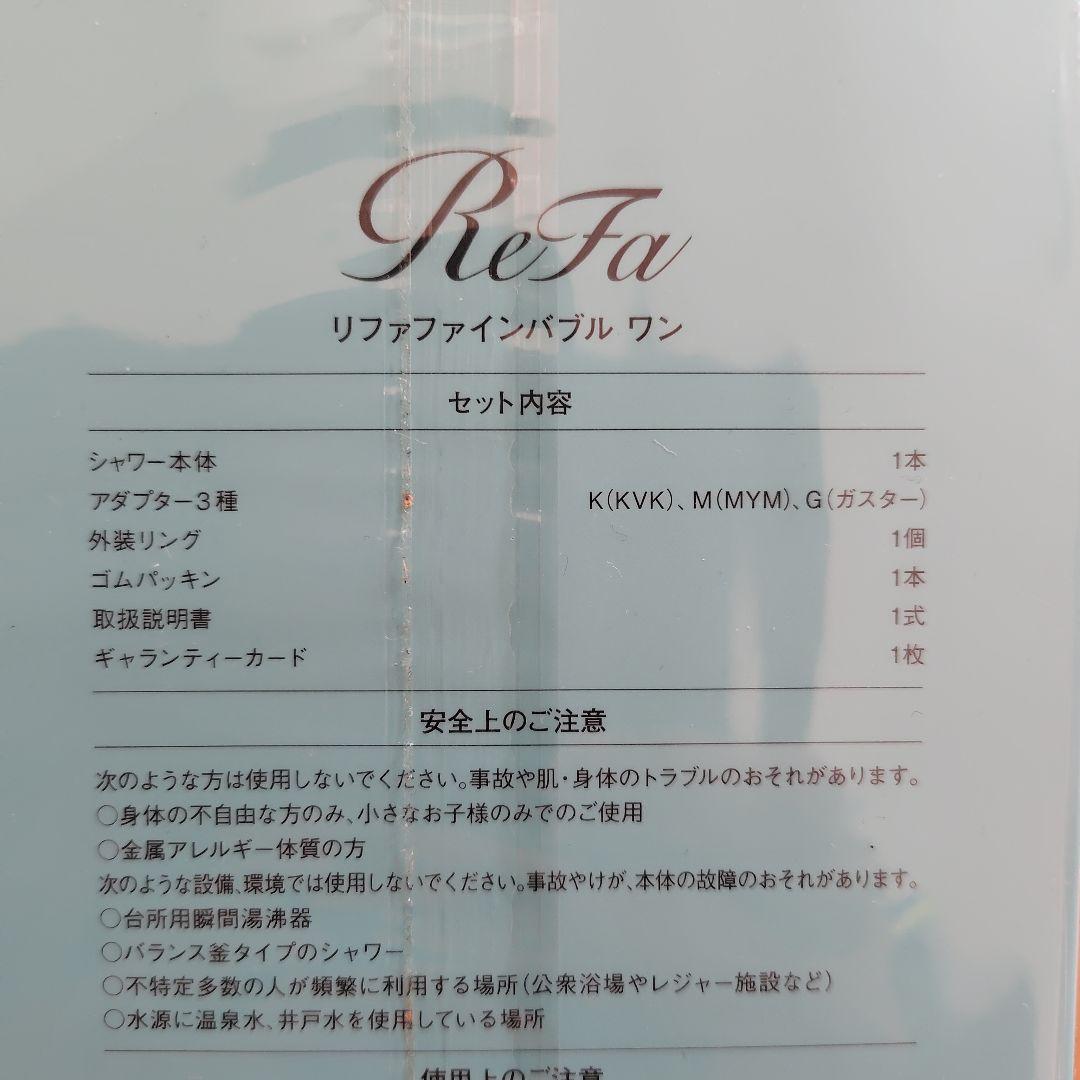 ReFa
リファファインバブル ワン
セット内容
シャワー本体 1本
アダプター3種 K(KVK)、M(MYM)、G(ガスター)
外装リング 1個
ゴムパッキン 1本
取扱説明書 1式
ギャランティーカード 1枚
安全上のご注意
次のような方は使用しないでください。事故や肌・身体のトラブルのおそれがあります。
○身体の不自由な方のみ、小さなお子様のみでのご使用
○金属アレルギー体質の方
次のような設備、環境では使用しないでください。事故やけが、本体の故障のおそれがあります。
○台所用瞬間湯沸器
○バランス釜タイプのシャワー
○不特定多数の人が頻繁に利用する場所(公衆浴場やレジャー施設など)
○水源に温泉水、井戸水を使用している場所
使用上のご注意